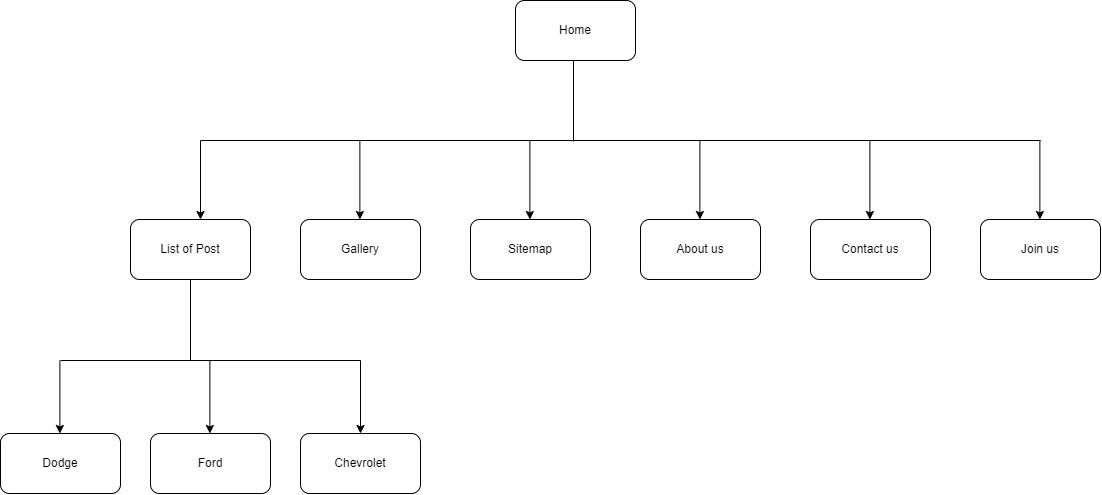 Home
List of Post
Gallery
Sitemap
About us
Contact us
Join us
Dodge
Ford
Chevrolet